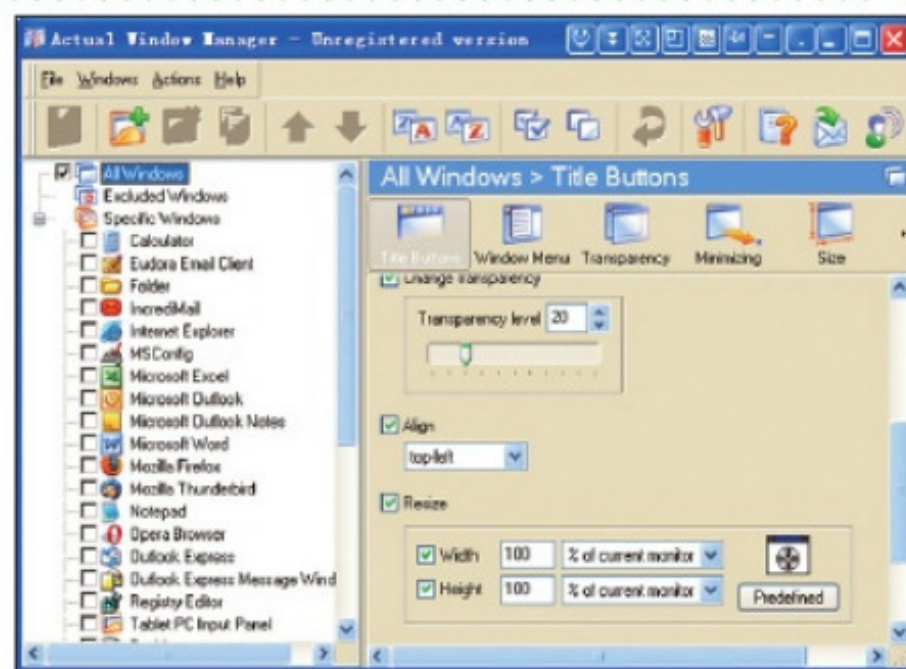 Actual Window Manager - Unregistered version
File Windows Actions Help
All Windows
Excluded Windows
Specific Windows
Calculator
Eudora Email Client
Folder
IncrediMail
Internet Explorer
MSConfig
Microsoft Excel
Microsoft Outlook
Microsoft Outlook Notes
Microsoft Word
Mozilla Firefox
Mozilla Thunderbird
Notepad
Opera Browser
Outlook Express
Outlook Express Message Wind
Registry Editor
Tablet PC Input Panel
All Windows > Title Buttons
Title Buttons Window Menu Transparency Minimizing Size
Change Transparency
Transparency level 20
Align
top-left
Resize
Width 100 % of current monitor
Height 100 % of current monitor
Predefined